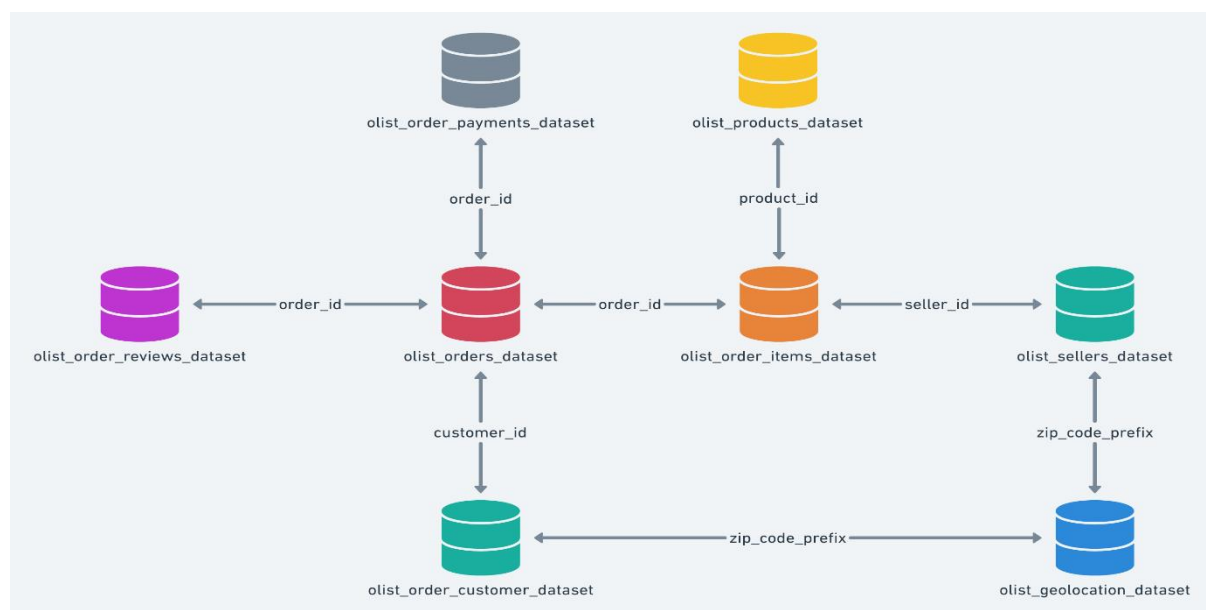 olist_order_payments_dataset
olist_products_dataset
order_id
product_id
order_id
order_id
seller_id
olist_order_reviews_dataset
olist_orders_dataset
olist_order_items_dataset
olist_sellers_dataset
customer_id
zip_code_prefix
zip_code_prefix
olist_order_customer_dataset
olist_geolocation_dataset